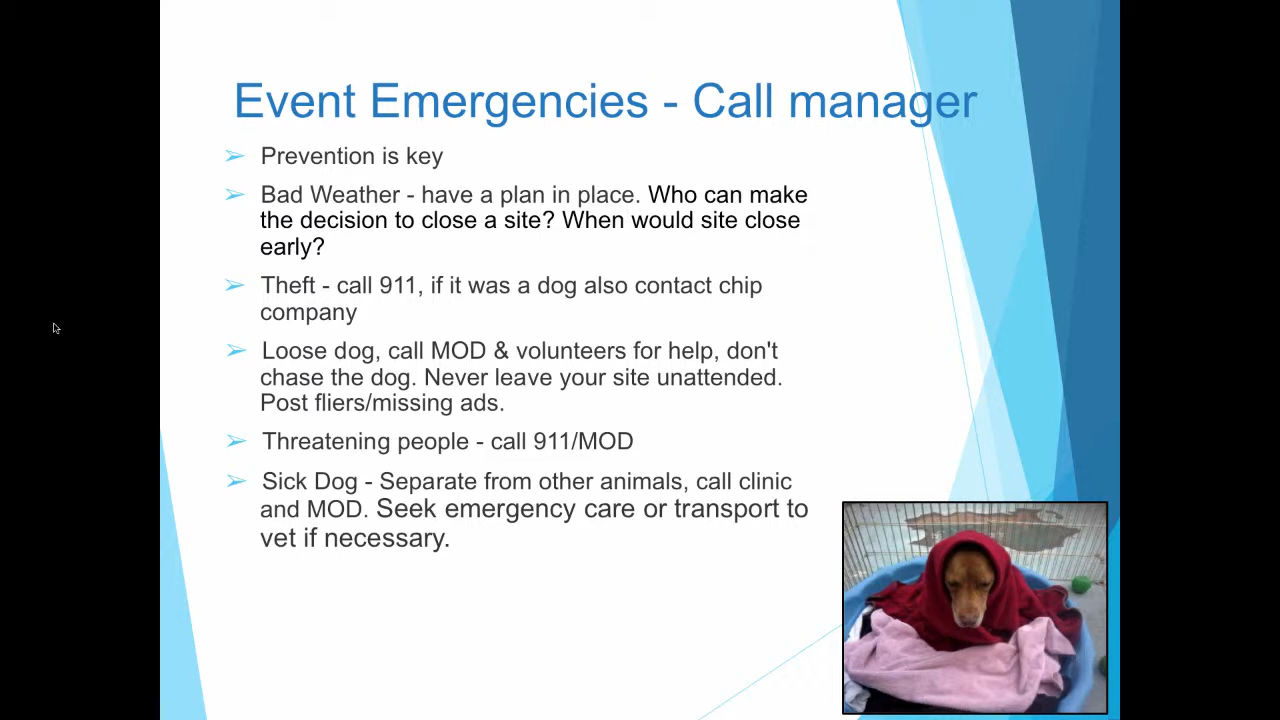 Event Emergencies - Call manager
➢ Prevention is key
➢ Bad Weather - have a plan in place. Who can make
the decision to close a site? When would site close
early?
➢ Theft - call 911, if it was a dog also contact chip
company
➢ Loose dog, call MOD & volunteers for help, don't
chase the dog. Never leave your site unattended.
Post fliers/missing ads.
➢ Threatening people - call 911/MOD
➢ Sick Dog - Separate from other animals, call clinic
and MOD. Seek emergency care or transport to
vet if necessary.